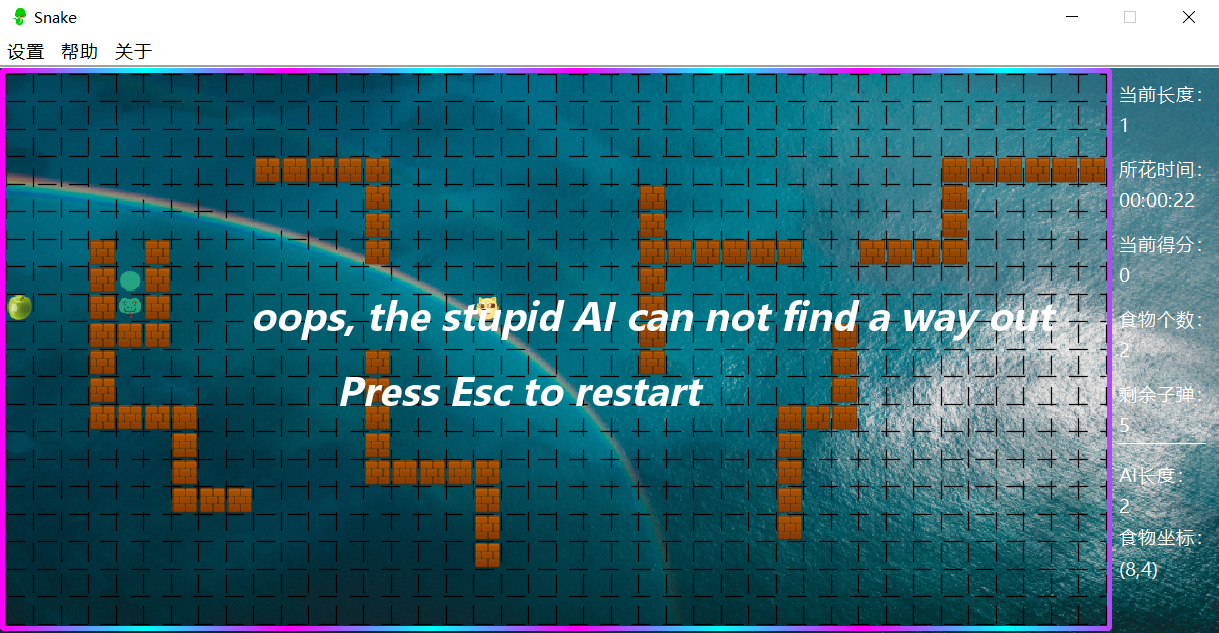 Snake
设置 帮助 关于
当前长度:
1
所花时间:
00:00:22
当前得分:
0
食物个数:
2
剩余子弹:
5
AI长度:
2
食物坐标:
(8,4)
oops, the stupid AI can not find a way out
Press Esc to restart